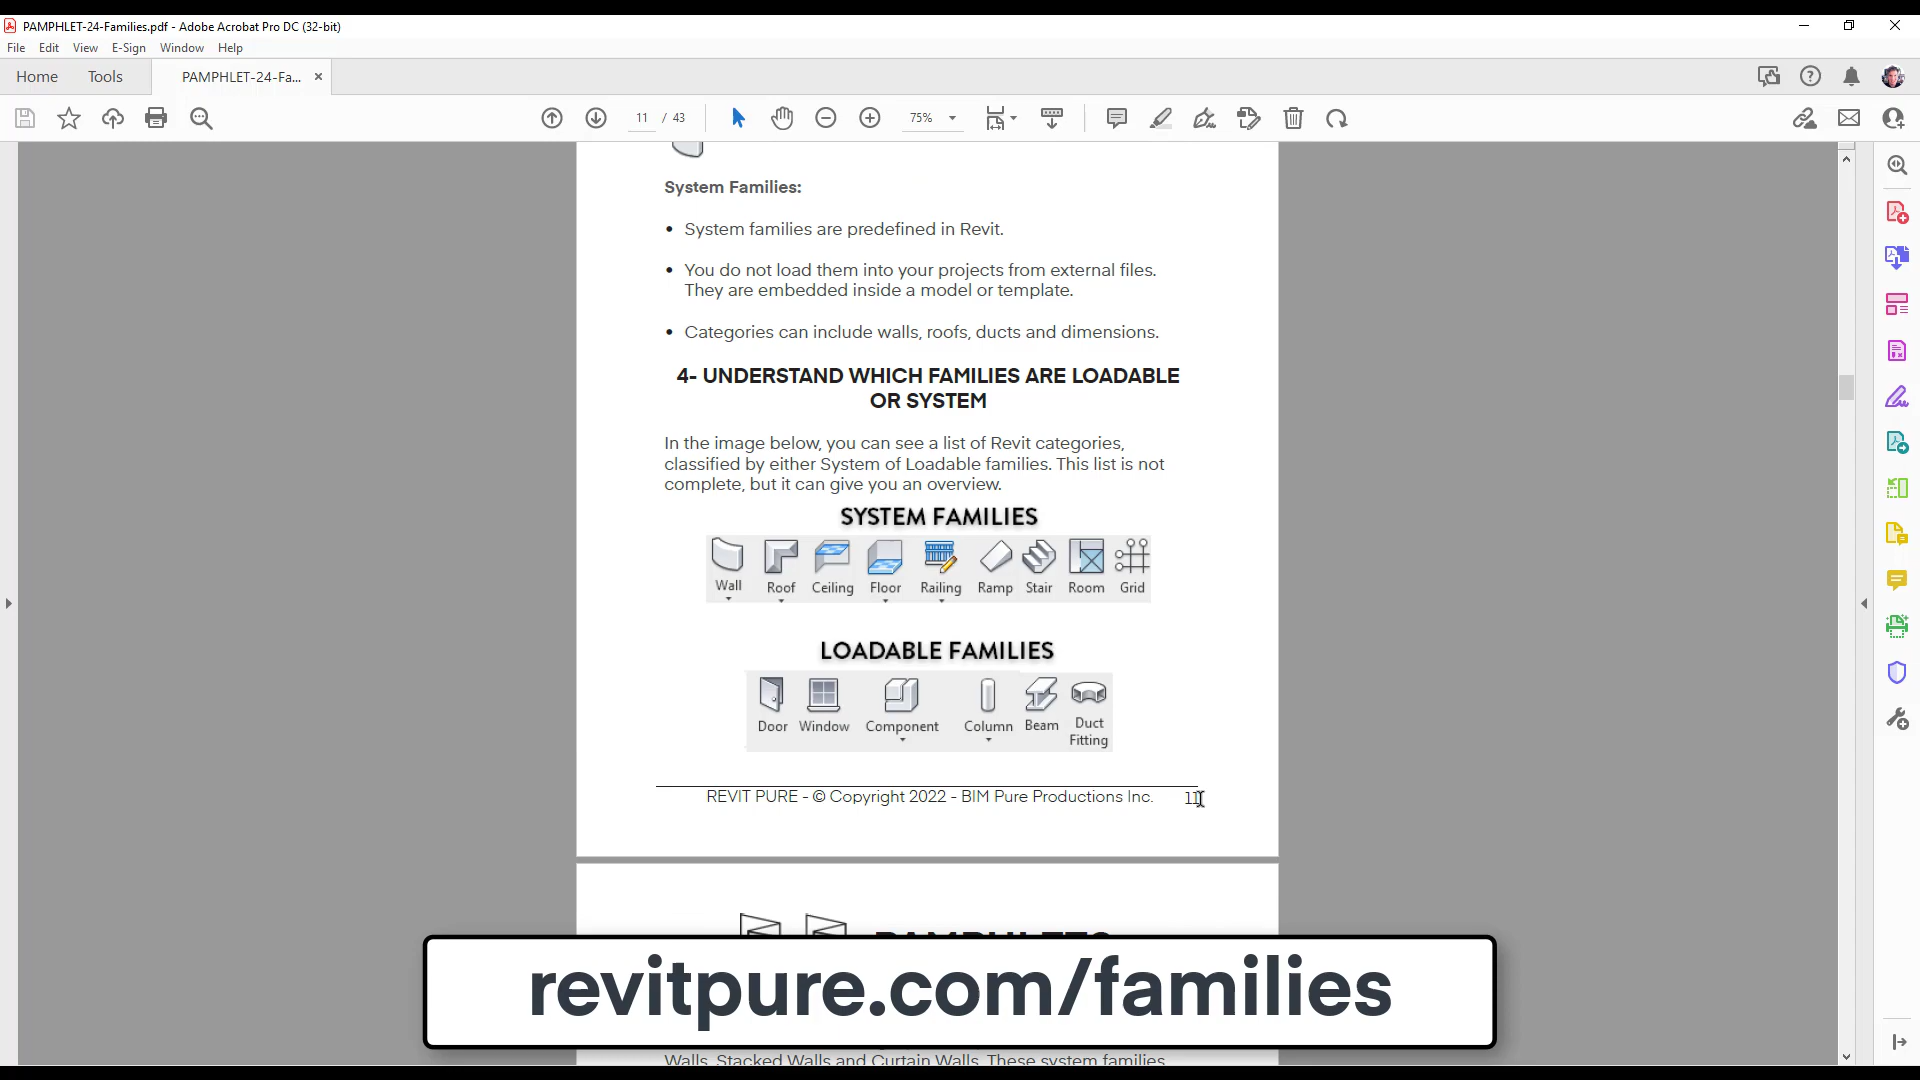 PAMPHLET-24-Families.pdf - Adobe Acrobat Pro DC (32-bit)
File Edit View E-Sign Window Help
Home Tools PAMPHLET-24-Fa... ×
11 / 43 75%
System Families:
• System families are predefined in Revit.
• You do not load them into your projects from external files.
They are embedded inside a model or template.
• Categories can include walls, roofs, ducts and dimensions.
4- UNDERSTAND WHICH FAMILIES ARE LOADABLE
OR SYSTEM
In the image below, you can see a list of Revit categories,
classified by either System of Loadable families. This list is not
complete, but it can give you an overview.
SYSTEM FAMILIES
Wall Roof Ceiling Floor Railing Ramp Stair Room Grid
LOADABLE FAMILIES
Door Window Component Column Beam Duct
Fitting
REVIT PURE - © Copyright 2022 - BIM Pure Productions Inc. 11
revitpure.com/families
Walls, Stacked Walls and Curtain Walls. These system families